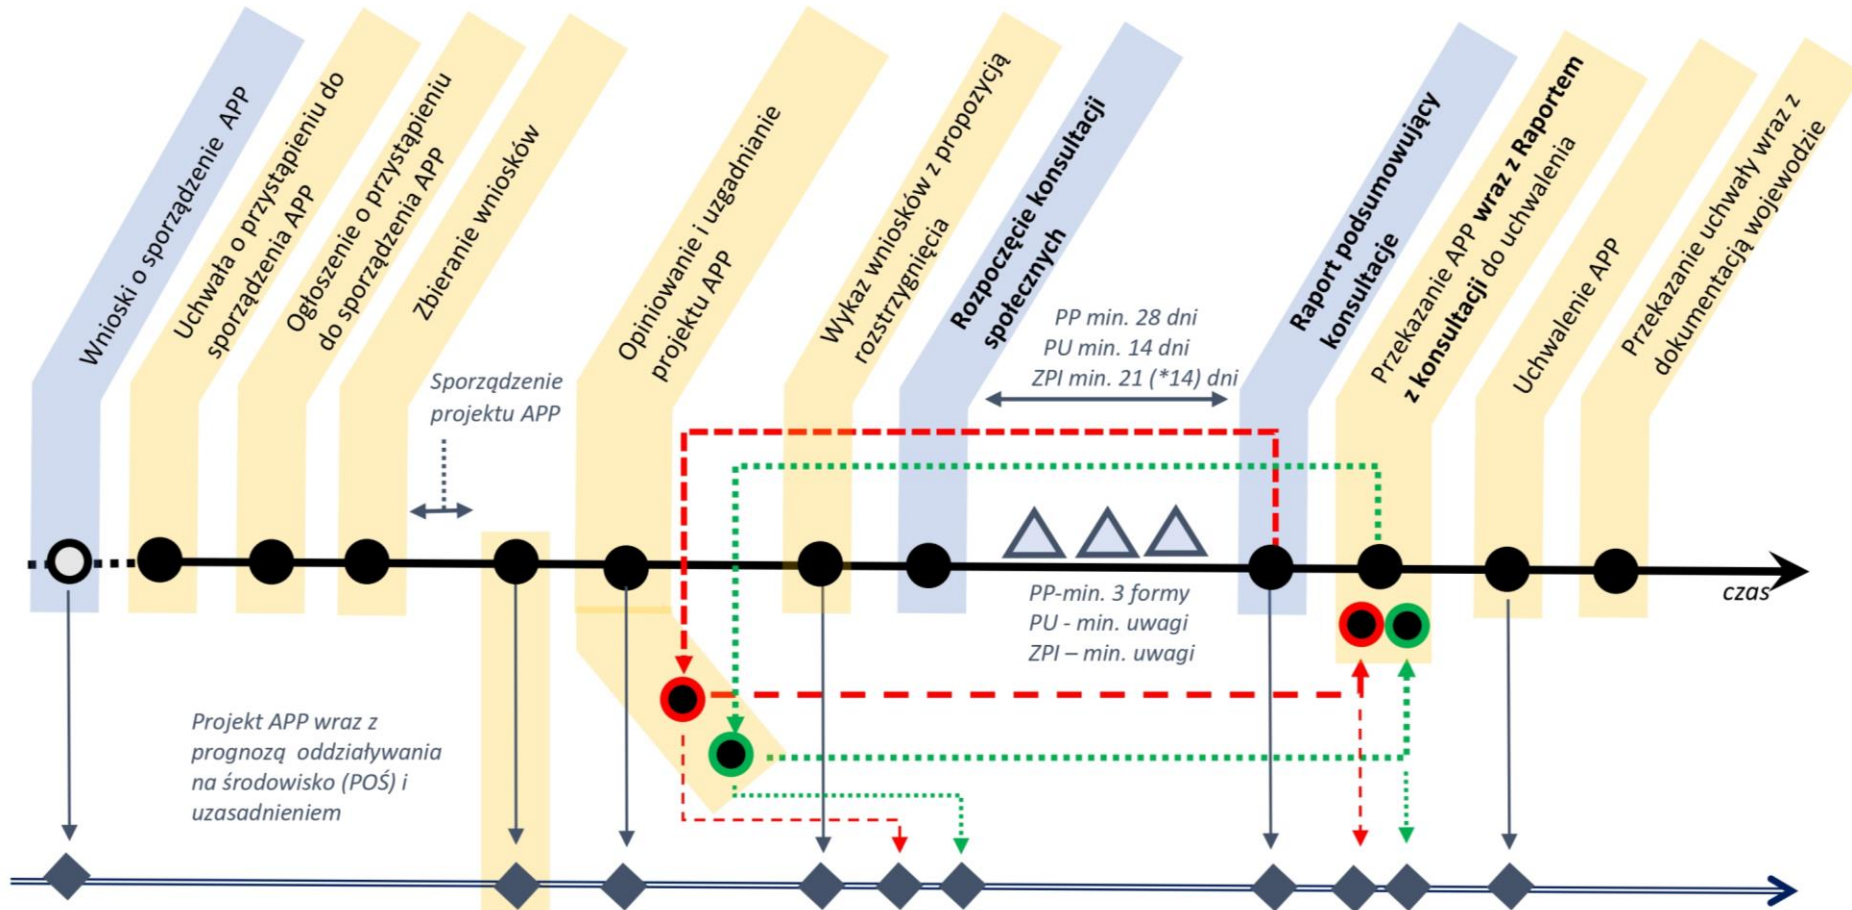 Wnioski o sporządzenie APP
Uchwała o przystąpieniu do
sporządzenia APP
Ogłoszenie o przystąpieniu
do sporządzenia APP
Zbieranie wniosków
Sporządzenie
projektu APP
Opiniowanie i uzgadnianie
projektu APP
Wykaz wniosków z propozycją
rozstrzygnięcia
Rozpoczęcie konsultacji
społecznych
PP min. 28 dni
PU min. 14 dni
ZPI min. 21 (*14) dni
Raport podsumowujący
konsultacje
Przekazanie APP wraz z Raportem
z konsultacji do uchwalenia
Uchwalenie APP
Przekazanie uchwały wraz z
dokumentacją wojewodzie
czas
PP-min. 3 formy
PU - min. uwagi
ZPI – min. uwagi
Projekt APP wraz z
prognozą oddziaływania
na środowisko (POŚ) i
uzasadnieniem